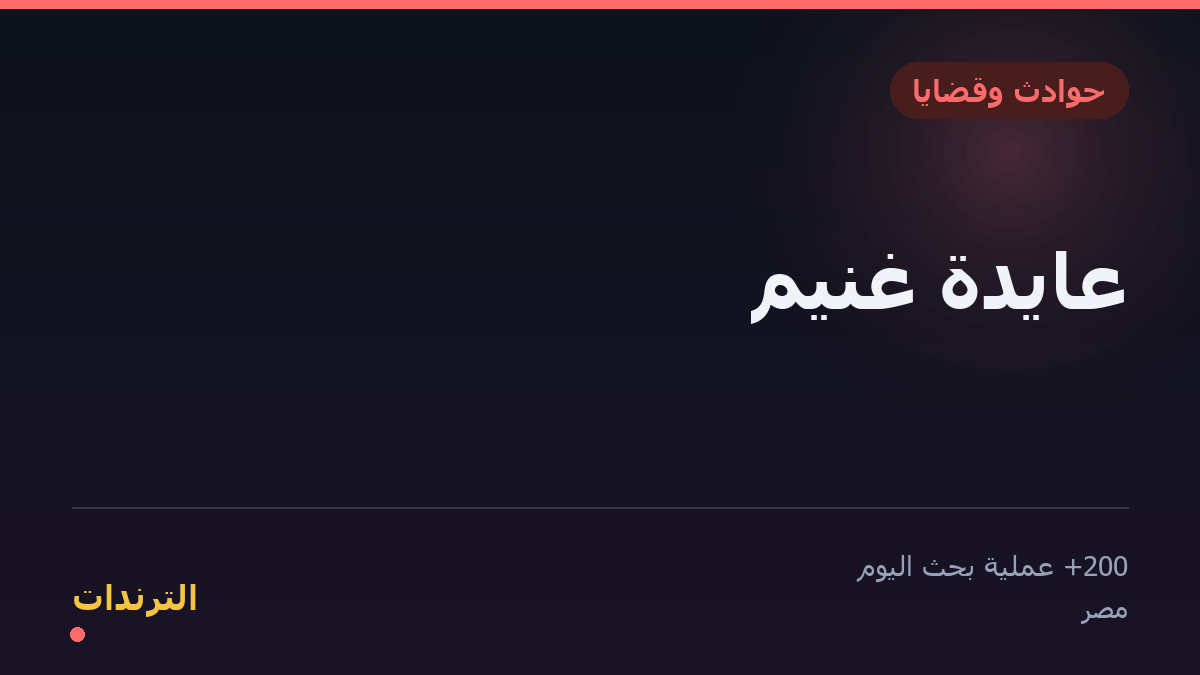 حوادث وقضايا
عايدة غنيم
200+ عملية بحث اليوم
مصر
الترندات